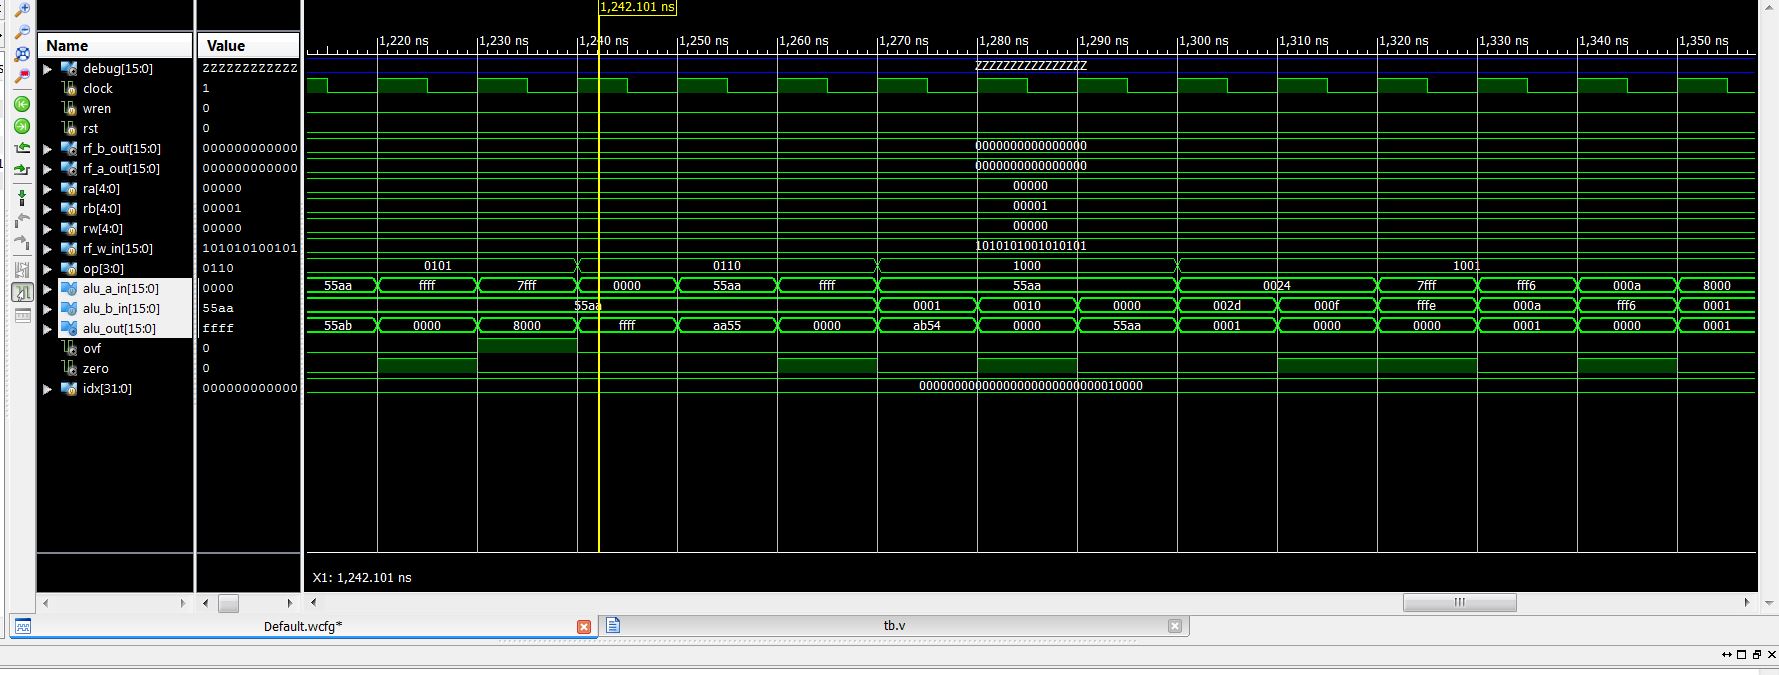 1,242.101 ns
Name Value
1,220 ns 1,230 ns 1,240 ns 1,250 ns 1,260 ns 1,270 ns 1,280 ns 1,290 ns 1,300 ns 1,310 ns 1,320 ns 1,330 ns 1,340 ns 1,350 ns
debug[15:0] ZZZZZZZZZZZZ ZZZZZZZZZZZZZZZZ
clock 1
wren 0
rst 0
rf_b_out[15:0] 000000000000 0000000000000000
rf_a_out[15:0] 000000000000 0000000000000000
ra[4:0] 00000 00000
rb[4:0] 00001 00001
rw[4:0] 00000 00000
rf_w_in[15:0] 101010100101 1010101001010101
op[3:0] 0110 0101 0110 1000 1001
alu_a_in[15:0] 0000 55aa ffff 7fff 0000 55aa ffff 55aa 0024 7fff fff6 000a 8000
alu_b_in[15:0] 55aa 55aa 0001 0010 0000 002d 000f fffe 000a fff6 0001
alu_out[15:0] ffff 55ab 0000 8000 ffff aa55 0000 ab54 0000 55aa 0001 0000 0000 0001 0000 0001
ovf 0
zero 0
idx[31:0] 000000000000 00000000000000000000000000010000
X1: 1,242.101 ns
Default.wcfg* tb.v